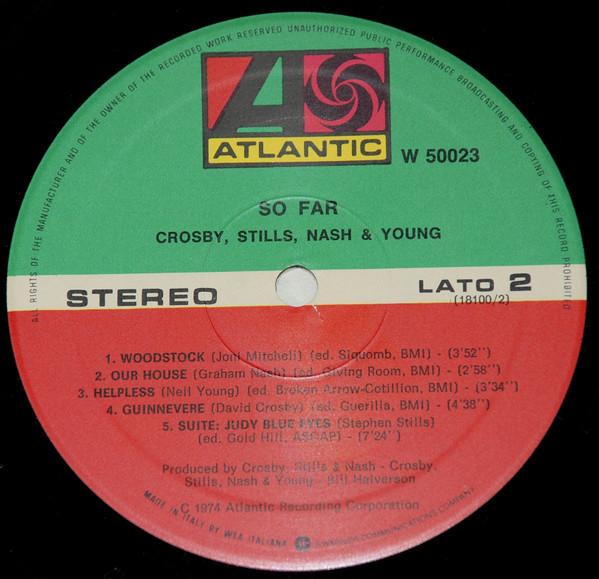 ALL RIGHTS OF THE MANUFACTURER AND OF THE OWNER OF THE RECORDED WORK RESERVED UNAUTHORIZED PUBLIC PERFORMANCE BROADCASTING AND COPYING OF THIS RECORD PROHIBITED
A
ATLANTIC
W 50023
SO FAR
CROSBY, STILLS, NASH & YOUNG
STEREO
LATO 2
(18100/2)
1. WOODSTOCK (Joni Mitchell) (ed. Siquomb, BMI) - (3'52'')
2. OUR HOUSE (Graham Nash) (ed. Giving Room, BMI) - (2'58'')
3. HELPLESS (Neil Young) (ed. Broken Arrow-Cotillion, BMI) - (3'34'')
4. GUINNEVERE (David Crosby) (ed. Guerilla, BMI) - (4'38'')
5. SUITE: JUDY BLUE EYES (Stephen Stills)
(ed. Gold Hill, ASCAP) - (7'24'')
Produced by Crosby, Stills & Nash - Crosby,
Stills, Nash & Young - Bill Halverson
© 1974 Atlantic Recording Corporation
MADE IN ITALY BY WEA ITALIANA A WARNER COMMUNICATIONS COMPANY